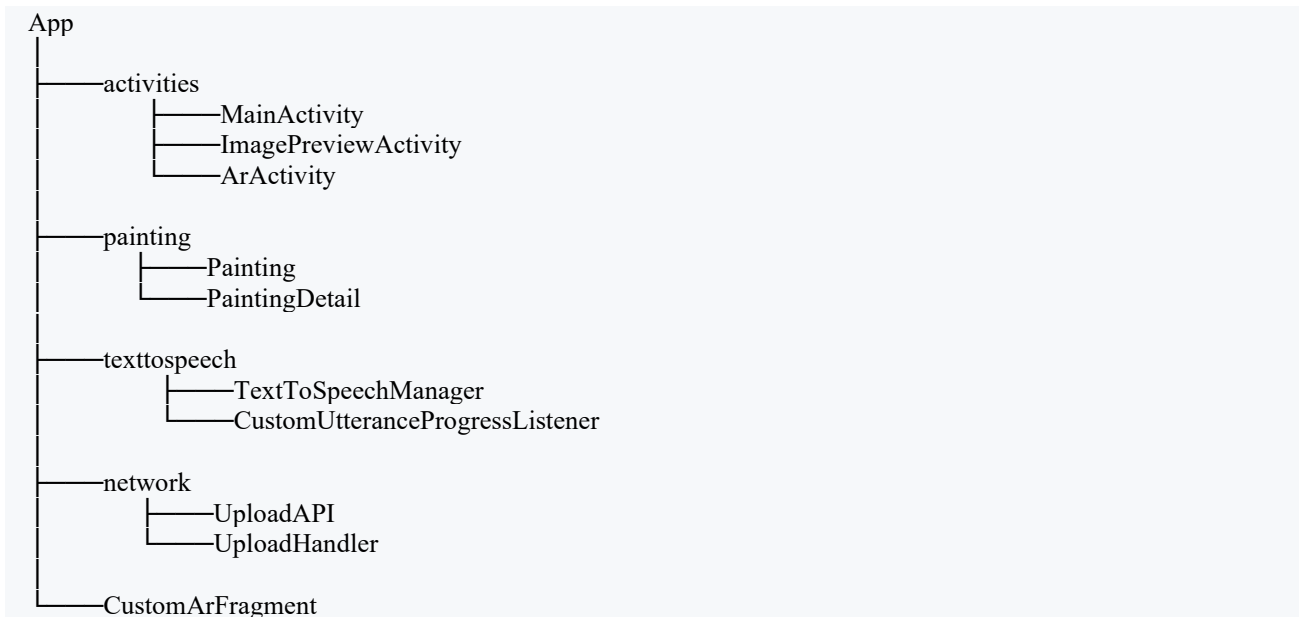 App
activities
MainActivity
ImagePreviewActivity
ArActivity
painting
Painting
PaintingDetail
texttospeech
TextToSpeechManager
CustomUtteranceProgressListener
network
UploadAPI
UploadHandler
CustomArFragment